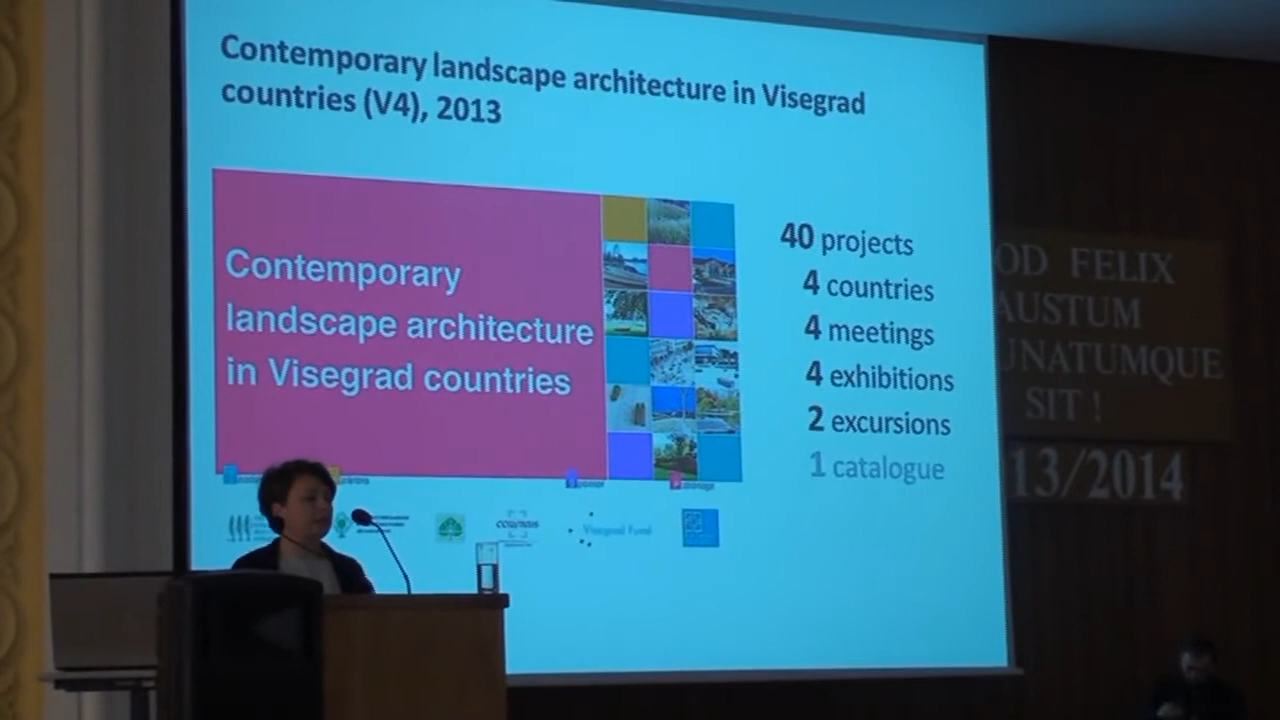 Contemporary landscape architecture in Visegrad
countries (V4), 2013
Contemporary
landscape architecture
in Visegrad countries
40 projects
4 countries
4 meetings
4 exhibitions
2 excursions
1 catalogue
Visegrad Fund
OD FELIX
AUSTUM
UNATUMQUE
SIT !
13/2014